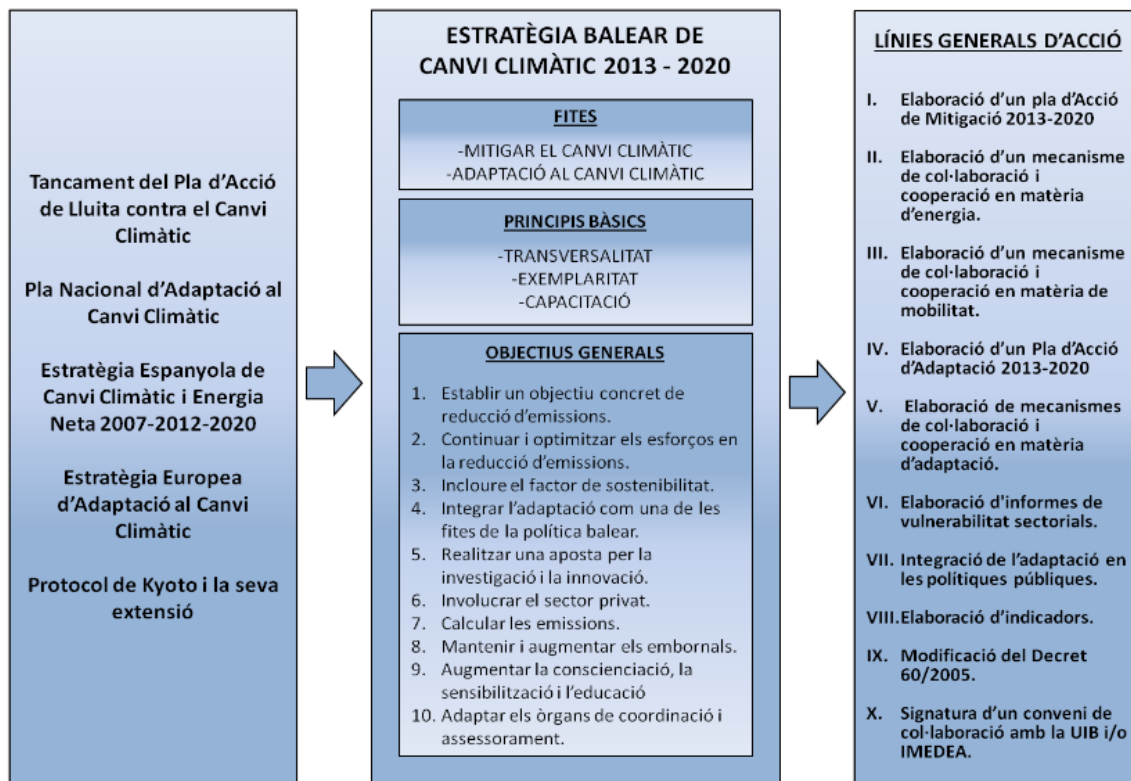 Tancament del Pla d'Acció
de Lluita contra el Canvi
Climàtic
Pla Nacional d'Adaptació al
Canvi Climàtic
Estratègia Espanyola de
Canvi Climàtic i Energia
Neta 2007-2012-2020
Estratègia Europea
d'Adaptació al Canvi
Climàtic
Protocol de Kyoto i la seva
extensió
ESTRATÈGIA BALEAR DE
CANVI CLIMÀTIC 2013 - 2020
FITES
-MITIGAR EL CANVI CLIMÀTIC
-ADAPTACIÓ AL CANVI CLIMÀTIC
PRINCIPIS BÀSICS
-TRANSVERSALITAT
-EXEMPLARITAT
-CAPACITACIÓ
OBJECTIUS GENERALS
1. Establir un objectiu concret de
reducció d'emissions.
2. Continuar i optimitzar els esforços en
la reducció d'emissions.
3. Incloure el factor de sostenibilitat.
4. Integrar l'adaptació com una de les
fites de la política balear.
5. Realitzar una aposta per la
investigació i la innovació.
6. Involucrar el sector privat.
7. Calcular les emissions.
8. Mantenir i augmentar els embornals.
9. Augmentar la conscienciació, la
sensibilització i l'educació
10. Adaptar els òrgans de coordinació i
assessorament.
LÍNIES GENERALS D'ACCIÓ
I. Elaboració d'un pla d'Acció
de Mitigació 2013-2020
II. Elaboració d'un mecanisme
de col·laboració i
cooperació en matèria
d'energia.
III. Elaboració d'un mecanisme
de col·laboració i
cooperació en matèria de
mobilitat.
IV. Elaboració d'un Pla d'Acció
d'Adaptació 2013-2020
V. Elaboració de mecanismes
de col·laboració i
cooperació en matèria
d'adaptació.
VI. Elaboració d'informes de
vulnerabilitat sectorials.
VII. Integració de l'adaptació en
les polítiques públiques.
VIII. Elaboració d'indicadors.
IX. Modificació del Decret
60/2005.
X. Signatura d'un conveni de
col·laboració amb la UIB i/o
IMEDEA.